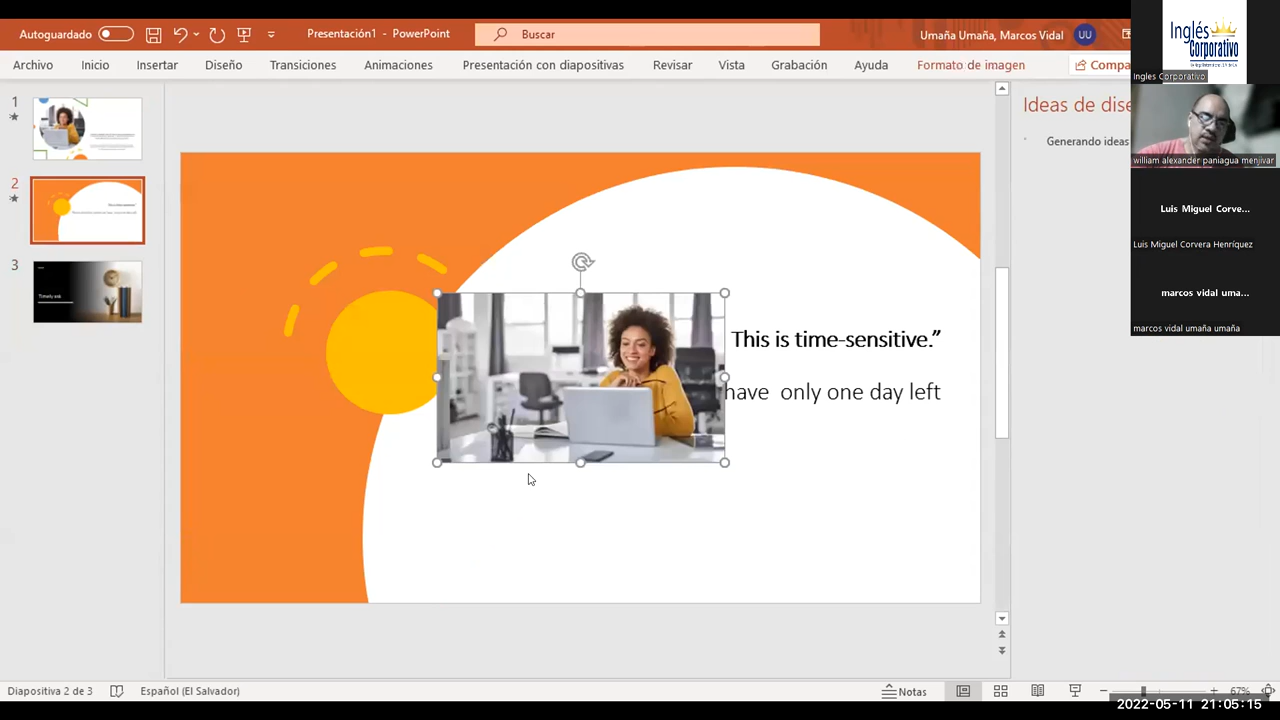 Autoguardado
Presentación1 - PowerPoint
Buscar
Umaña Umaña, Marcos Vidal
UU
Archivo Inicio Insertar Diseño Transiciones Animaciones Presentación con diapositivas Revisar Vista Grabación Ayuda Formato de imagen Compa
1
2
3
Timely ask
This is time-sensitive.”
have only one day left
Ideas de dise
Generando ideas
Inglés
Corporativo
Ingles Corporativo
william alexander paniagua menjivar
Luis Miguel Corve...
Luis Miguel Corvera Henríquez
marcos vidal uma...
marcos vidal umaña umaña
Diapositiva 2 de 3
Español (El Salvador)
Notas
67%
2022-05-11 21:05:15